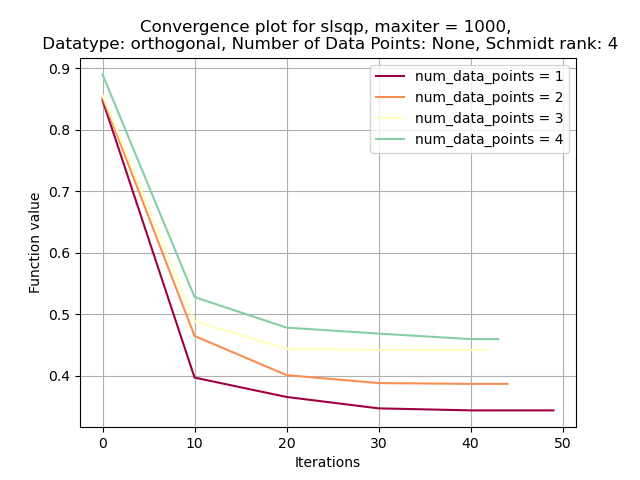 Convergence plot for slsqp, maxiter = 1000,
Datatype: orthogonal, Number of Data Points: None, Schmidt rank: 4
num_data_points = 1
num_data_points = 2
num_data_points = 3
num_data_points = 4
Function value
0.9
0.8
0.7
0.6
0.5
0.4
0 10 20 30 40 50
Iterations